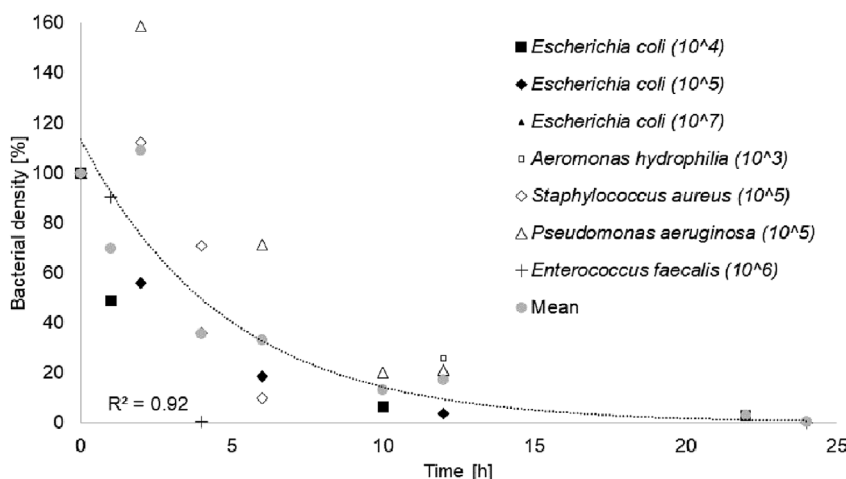 160
140
120
100
80
60
40
20
0
Bacterial density [%]
Escherichia coli (10^4)
Escherichia coli (10^5)
Escherichia coli (10^7)
Aeromonas hydrophilia (10^3)
Staphylococcus aureus (10^5)
Pseudomonas aeruginosa (10^5)
Enterococcus faecalis (10^6)
Mean
R² = 0.92
0 5 10 15 20 25
Time [h]